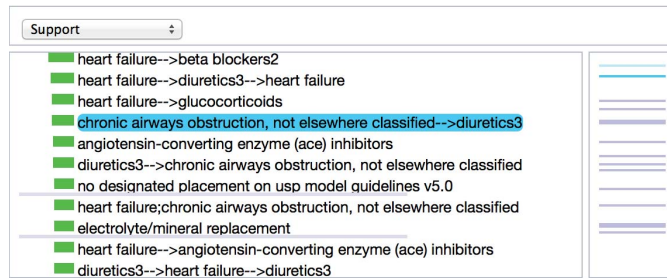 Support
heart failure-->beta blockers2
heart failure-->diuretics3-->heart failure
heart failure-->glucocorticoids
chronic airways obstruction, not elsewhere classified-->diuretics3
angiotensin-converting enzyme (ace) inhibitors
diuretics3-->chronic airways obstruction, not elsewhere classified
no designated placement on usp model guidelines v5.0
heart failure;chronic airways obstruction, not elsewhere classified
electrolyte/mineral replacement
heart failure-->angiotensin-converting enzyme (ace) inhibitors
diuretics3-->heart failure-->diuretics3